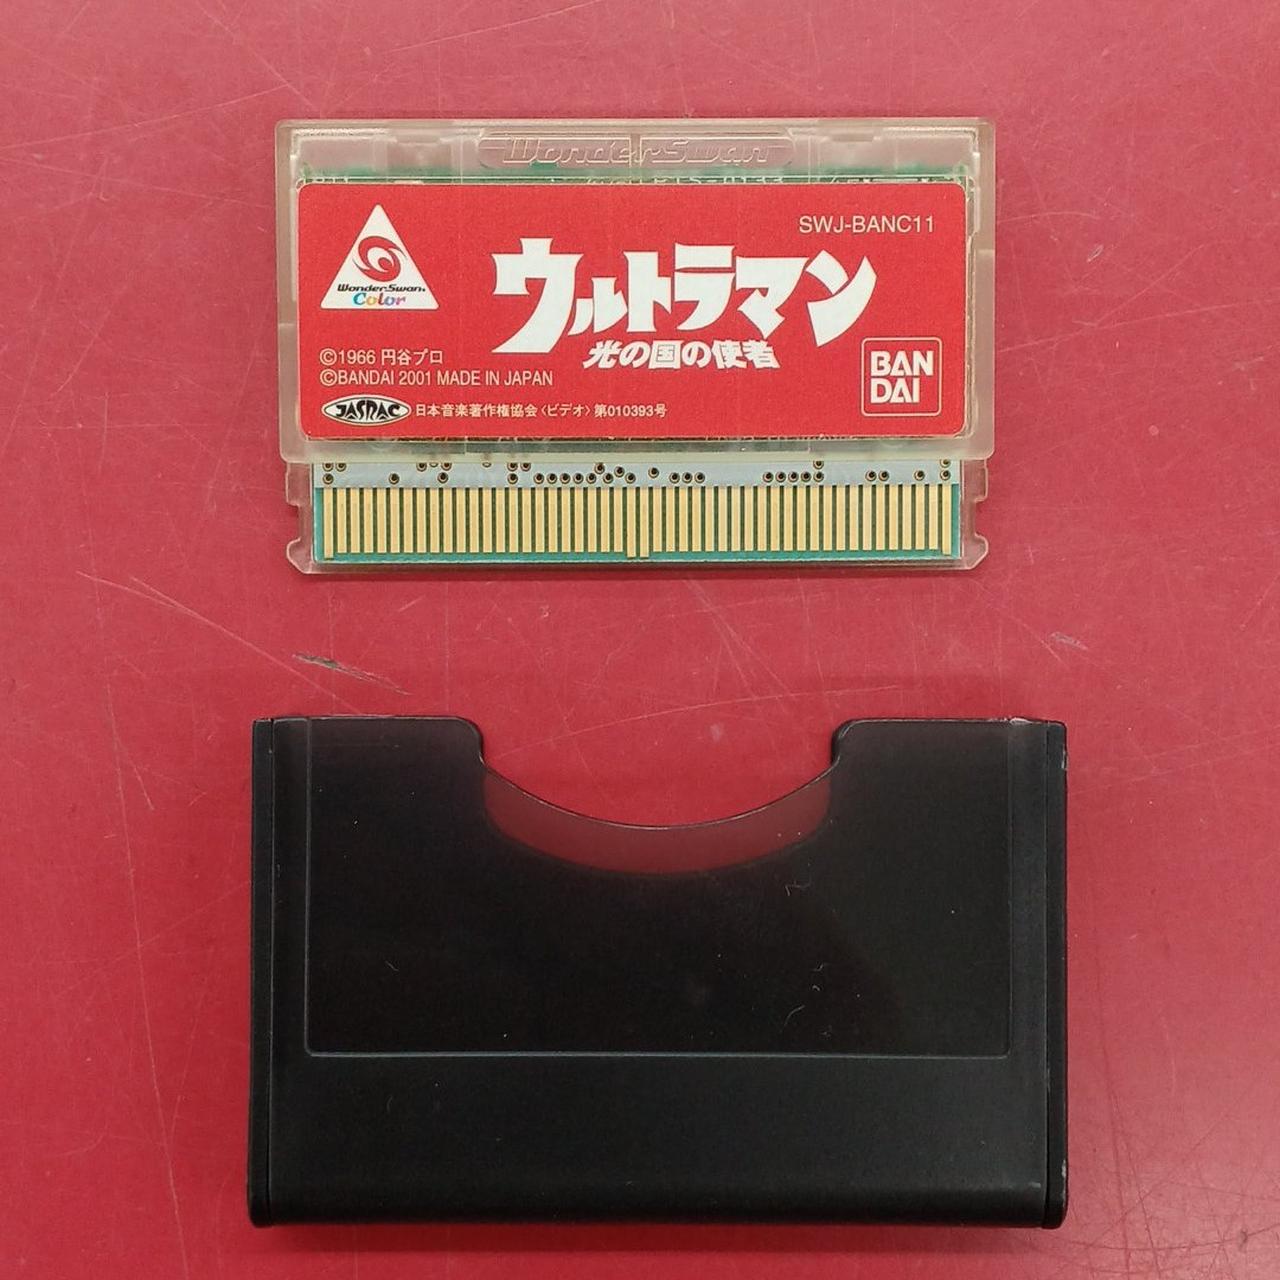 WonderSwan
SWJ-BANC11
WonderSwan
Color
ウルトラマン
光の国の使者
©1966 円谷プロ
©BANDAI 2001 MADE IN JAPAN
BAN
DAI
JASRAC 日本音楽著作権協会〈ビデオ〉第010393号